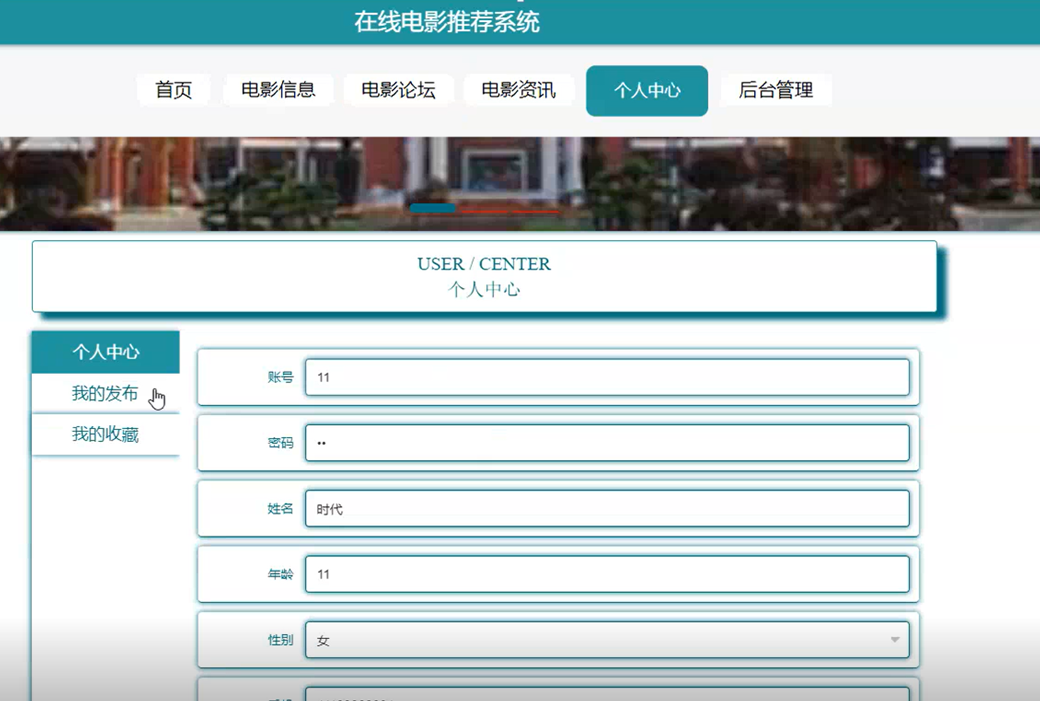 在线电影推荐系统
首页 电影信息 电影论坛 电影资讯 个人中心 后台管理
USER / CENTER
个人中心
个人中心
我的发布
我的收藏
账号 11
密码 ••
姓名 时代
年龄 11
性别 女